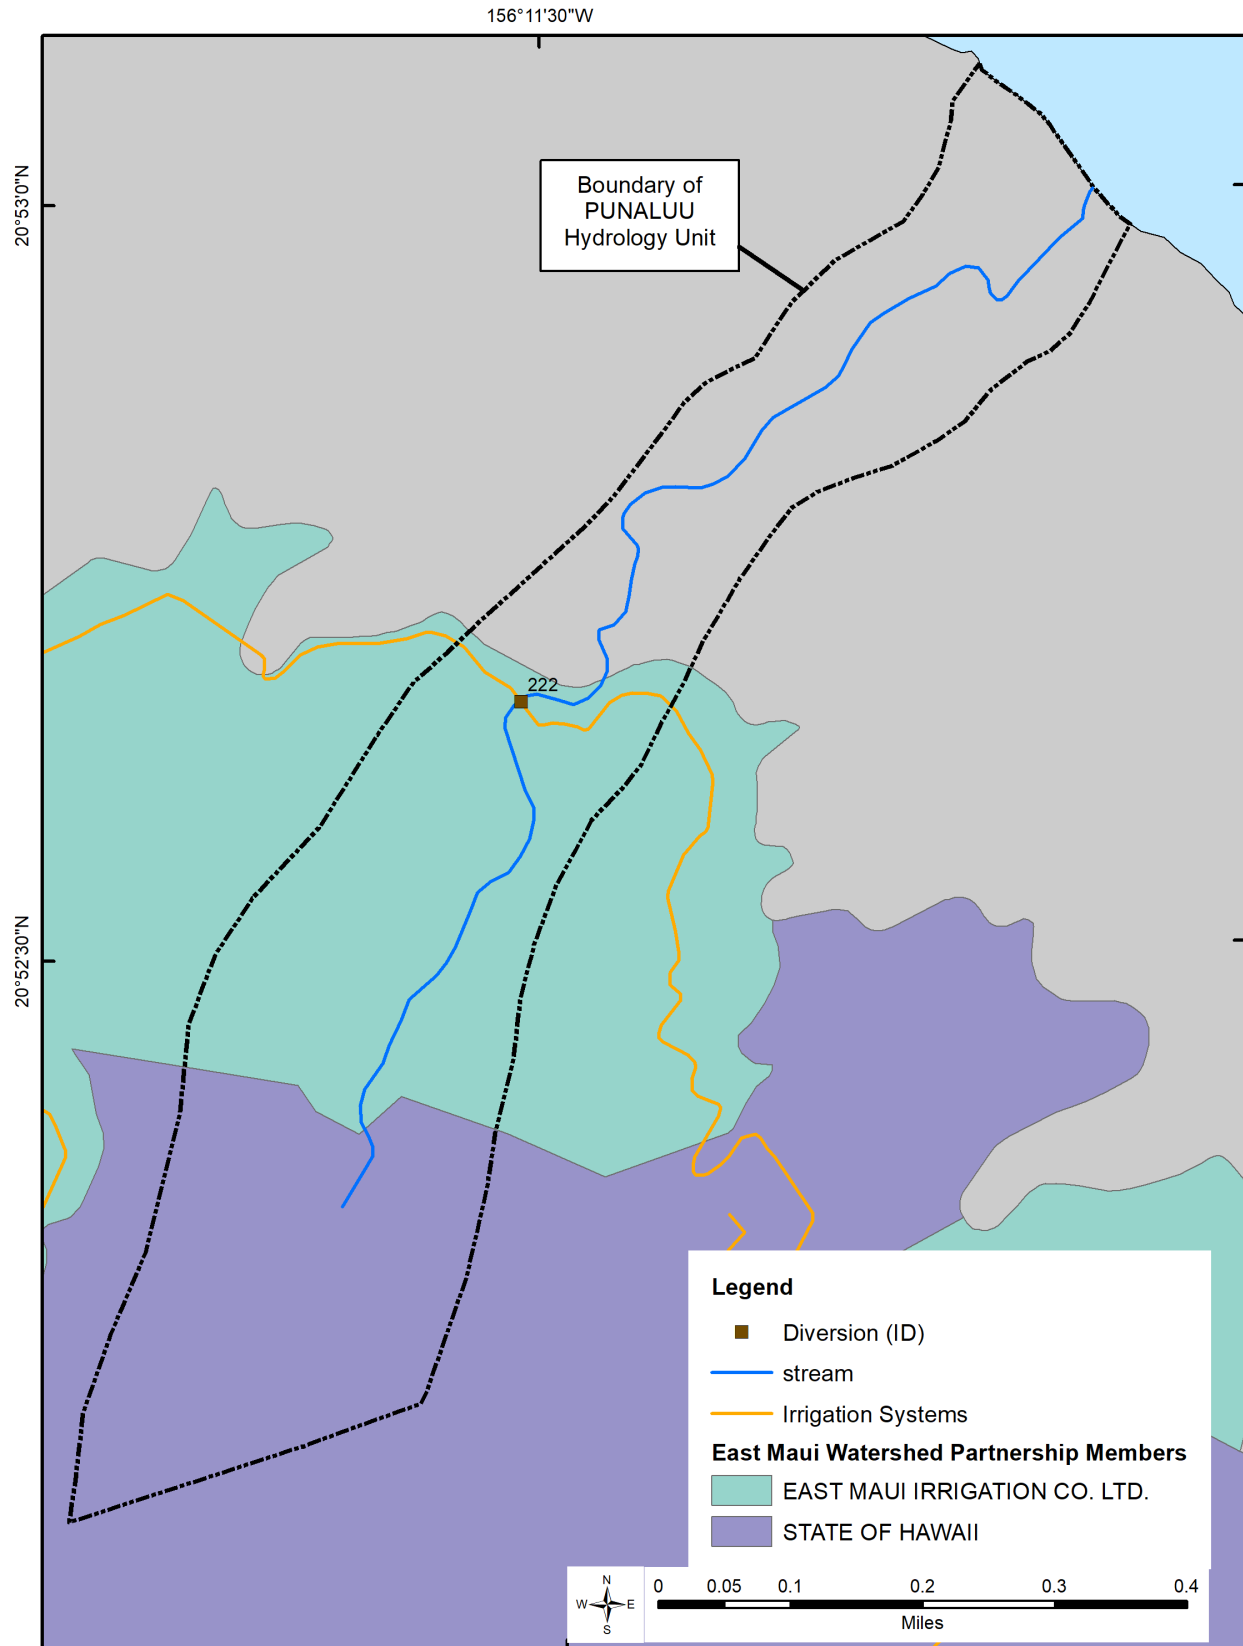 156°11'30"W
20°53'0"N
Boundary of
PUNALUU
Hydrology Unit
222
20°52'30"N
Legend
Diversion (ID)
stream
Irrigation Systems
East Maui Watershed Partnership Members
EAST MAUI IRRIGATION CO. LTD.
STATE OF HAWAII
N
W E
S
0 0.05 0.1 0.2 0.3 0.4
Miles